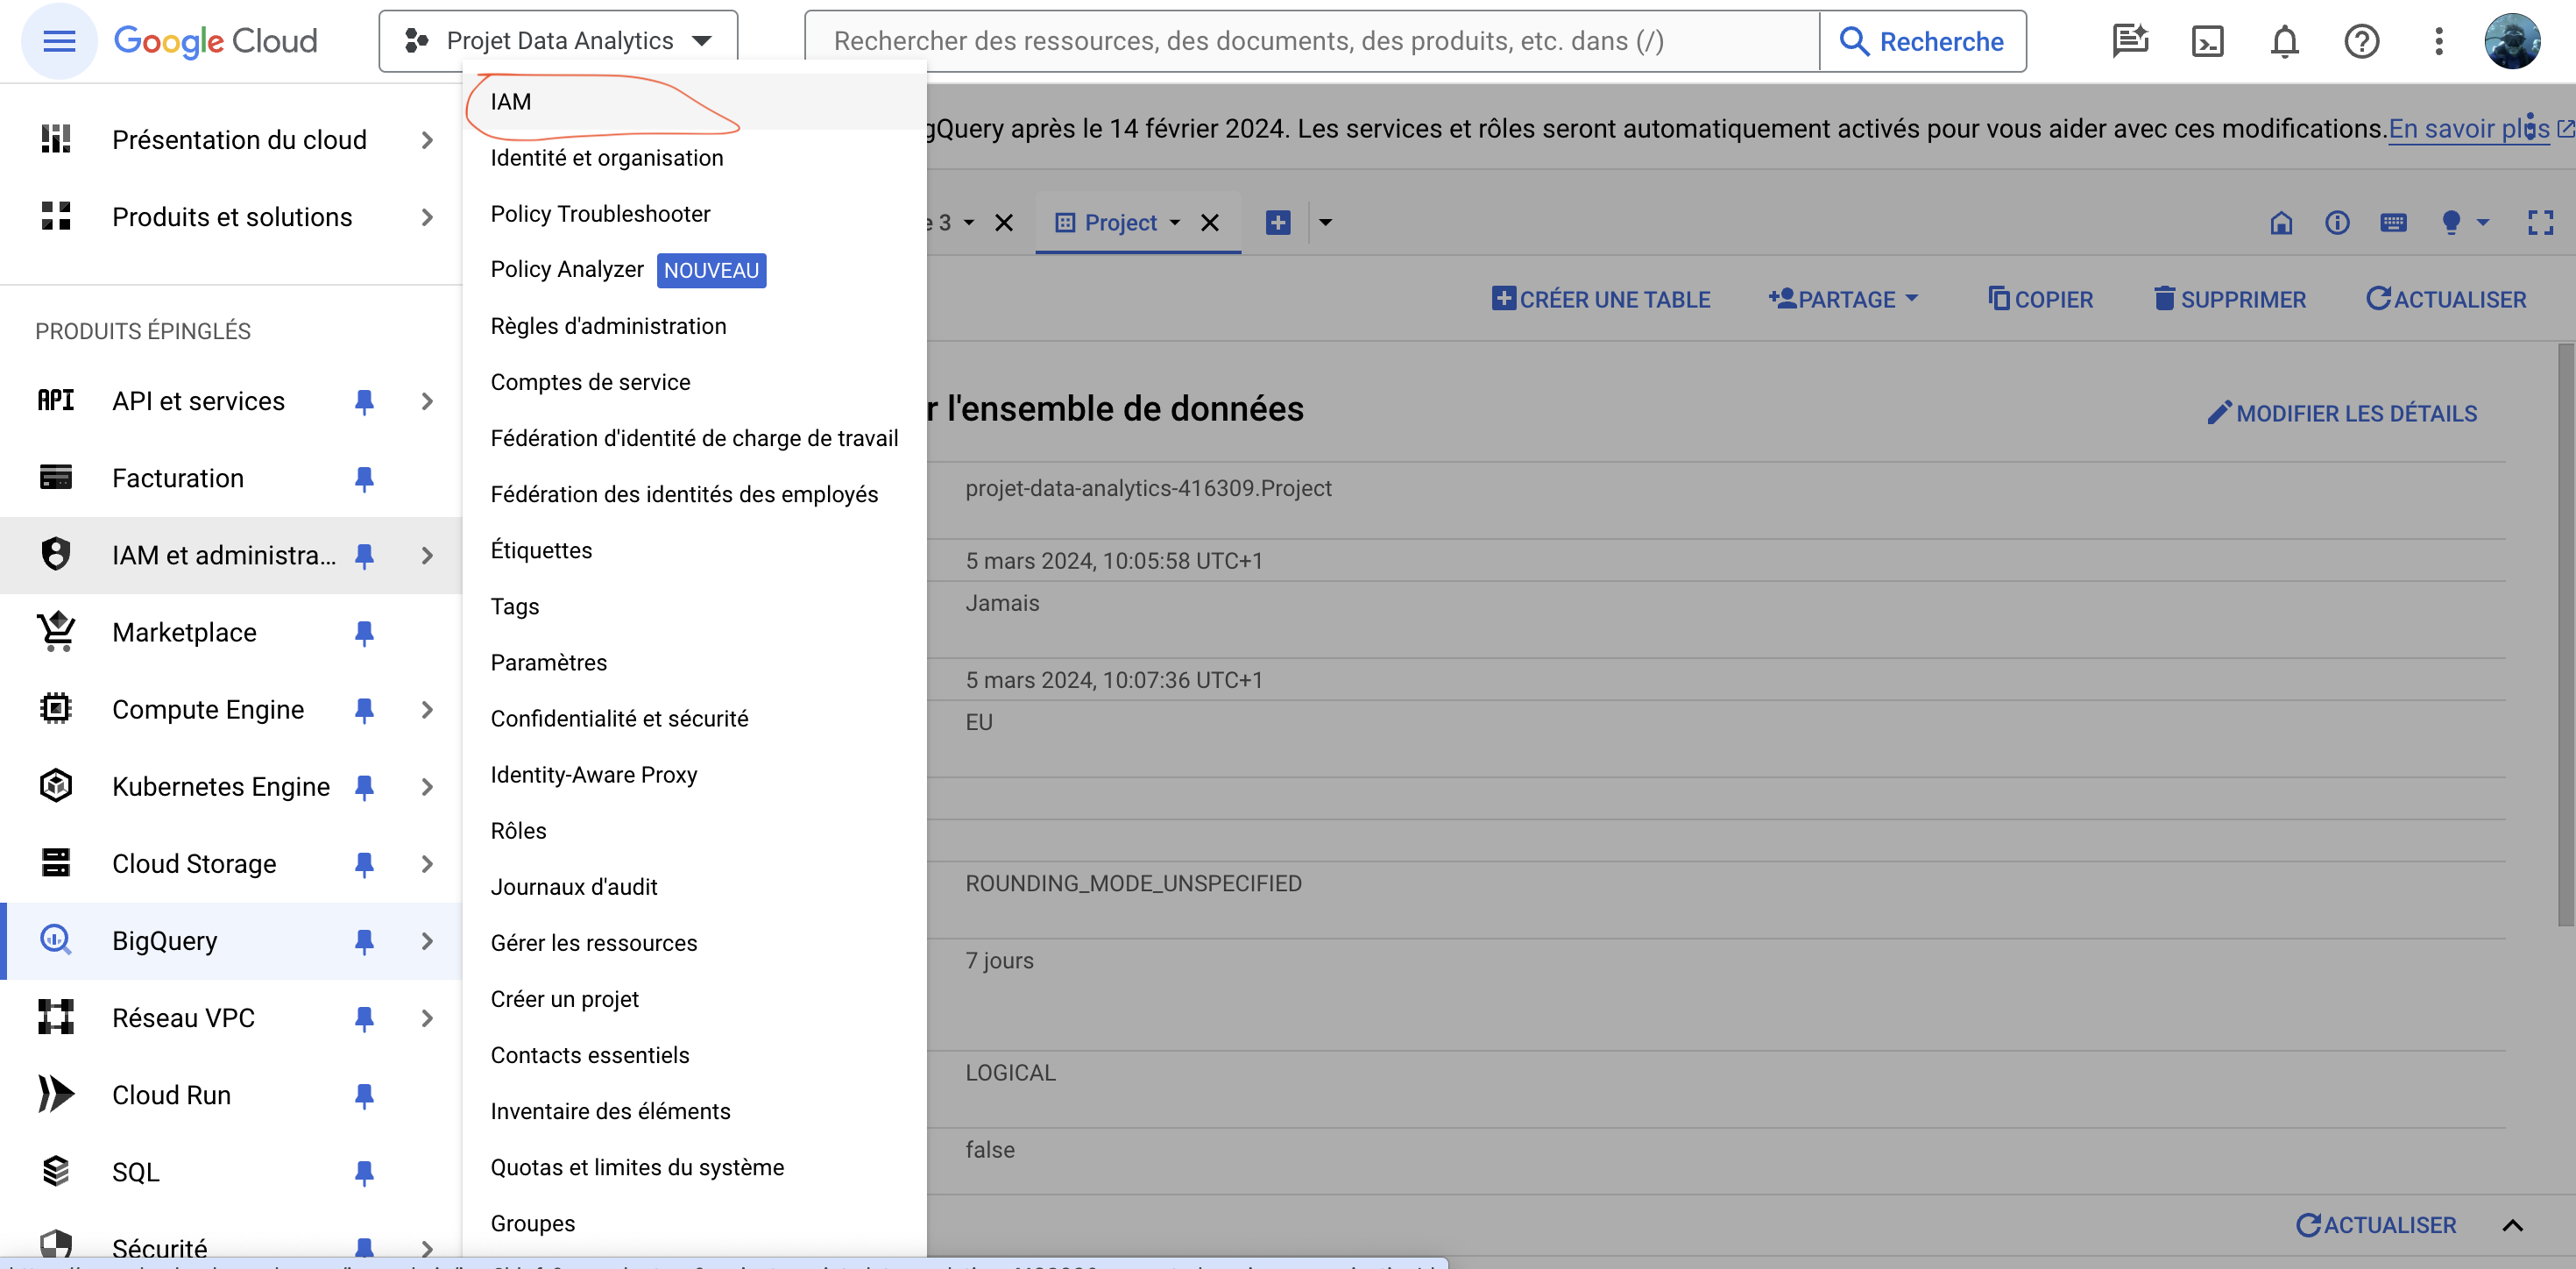 Google Cloud
Projet Data Analytics
Rechercher des ressources, des documents, des produits, etc. dans (/)
Recherche
Présentation du cloud
Produits et solutions
PRODUITS ÉPINGLÉS
API API et services
Facturation
IAM et administra...
Marketplace
Compute Engine
Kubernetes Engine
Cloud Storage
BigQuery
Réseau VPC
Cloud Run
SQL
Sécurité
IAM
Identité et organisation
Policy Troubleshooter
Policy Analyzer NOUVEAU
Règles d'administration
Comptes de service
Fédération d'identité de charge de travail
Fédération des identités des employés
Étiquettes
Tags
Paramètres
Confidentialité et sécurité
Identity-Aware Proxy
Rôles
Journaux d'audit
Gérer les ressources
Créer un projet
Contacts essentiels
Inventaire des éléments
Quotas et limites du système
Groupes
gQuery après le 14 février 2024. Les services et rôles seront automatiquement activés pour vous aider avec ces modifications. En savoir plus
e 3
Project
CRÉER UNE TABLE
PARTAGE
COPIER
SUPPRIMER
ACTUALISER
r l'ensemble de données
MODIFIER LES DÉTAILS
projet-data-analytics-416309.Project
5 mars 2024, 10:05:58 UTC+1
Jamais
5 mars 2024, 10:07:36 UTC+1
EU
ROUNDING_MODE_UNSPECIFIED
7 jours
LOGICAL
false
ACTUALISER